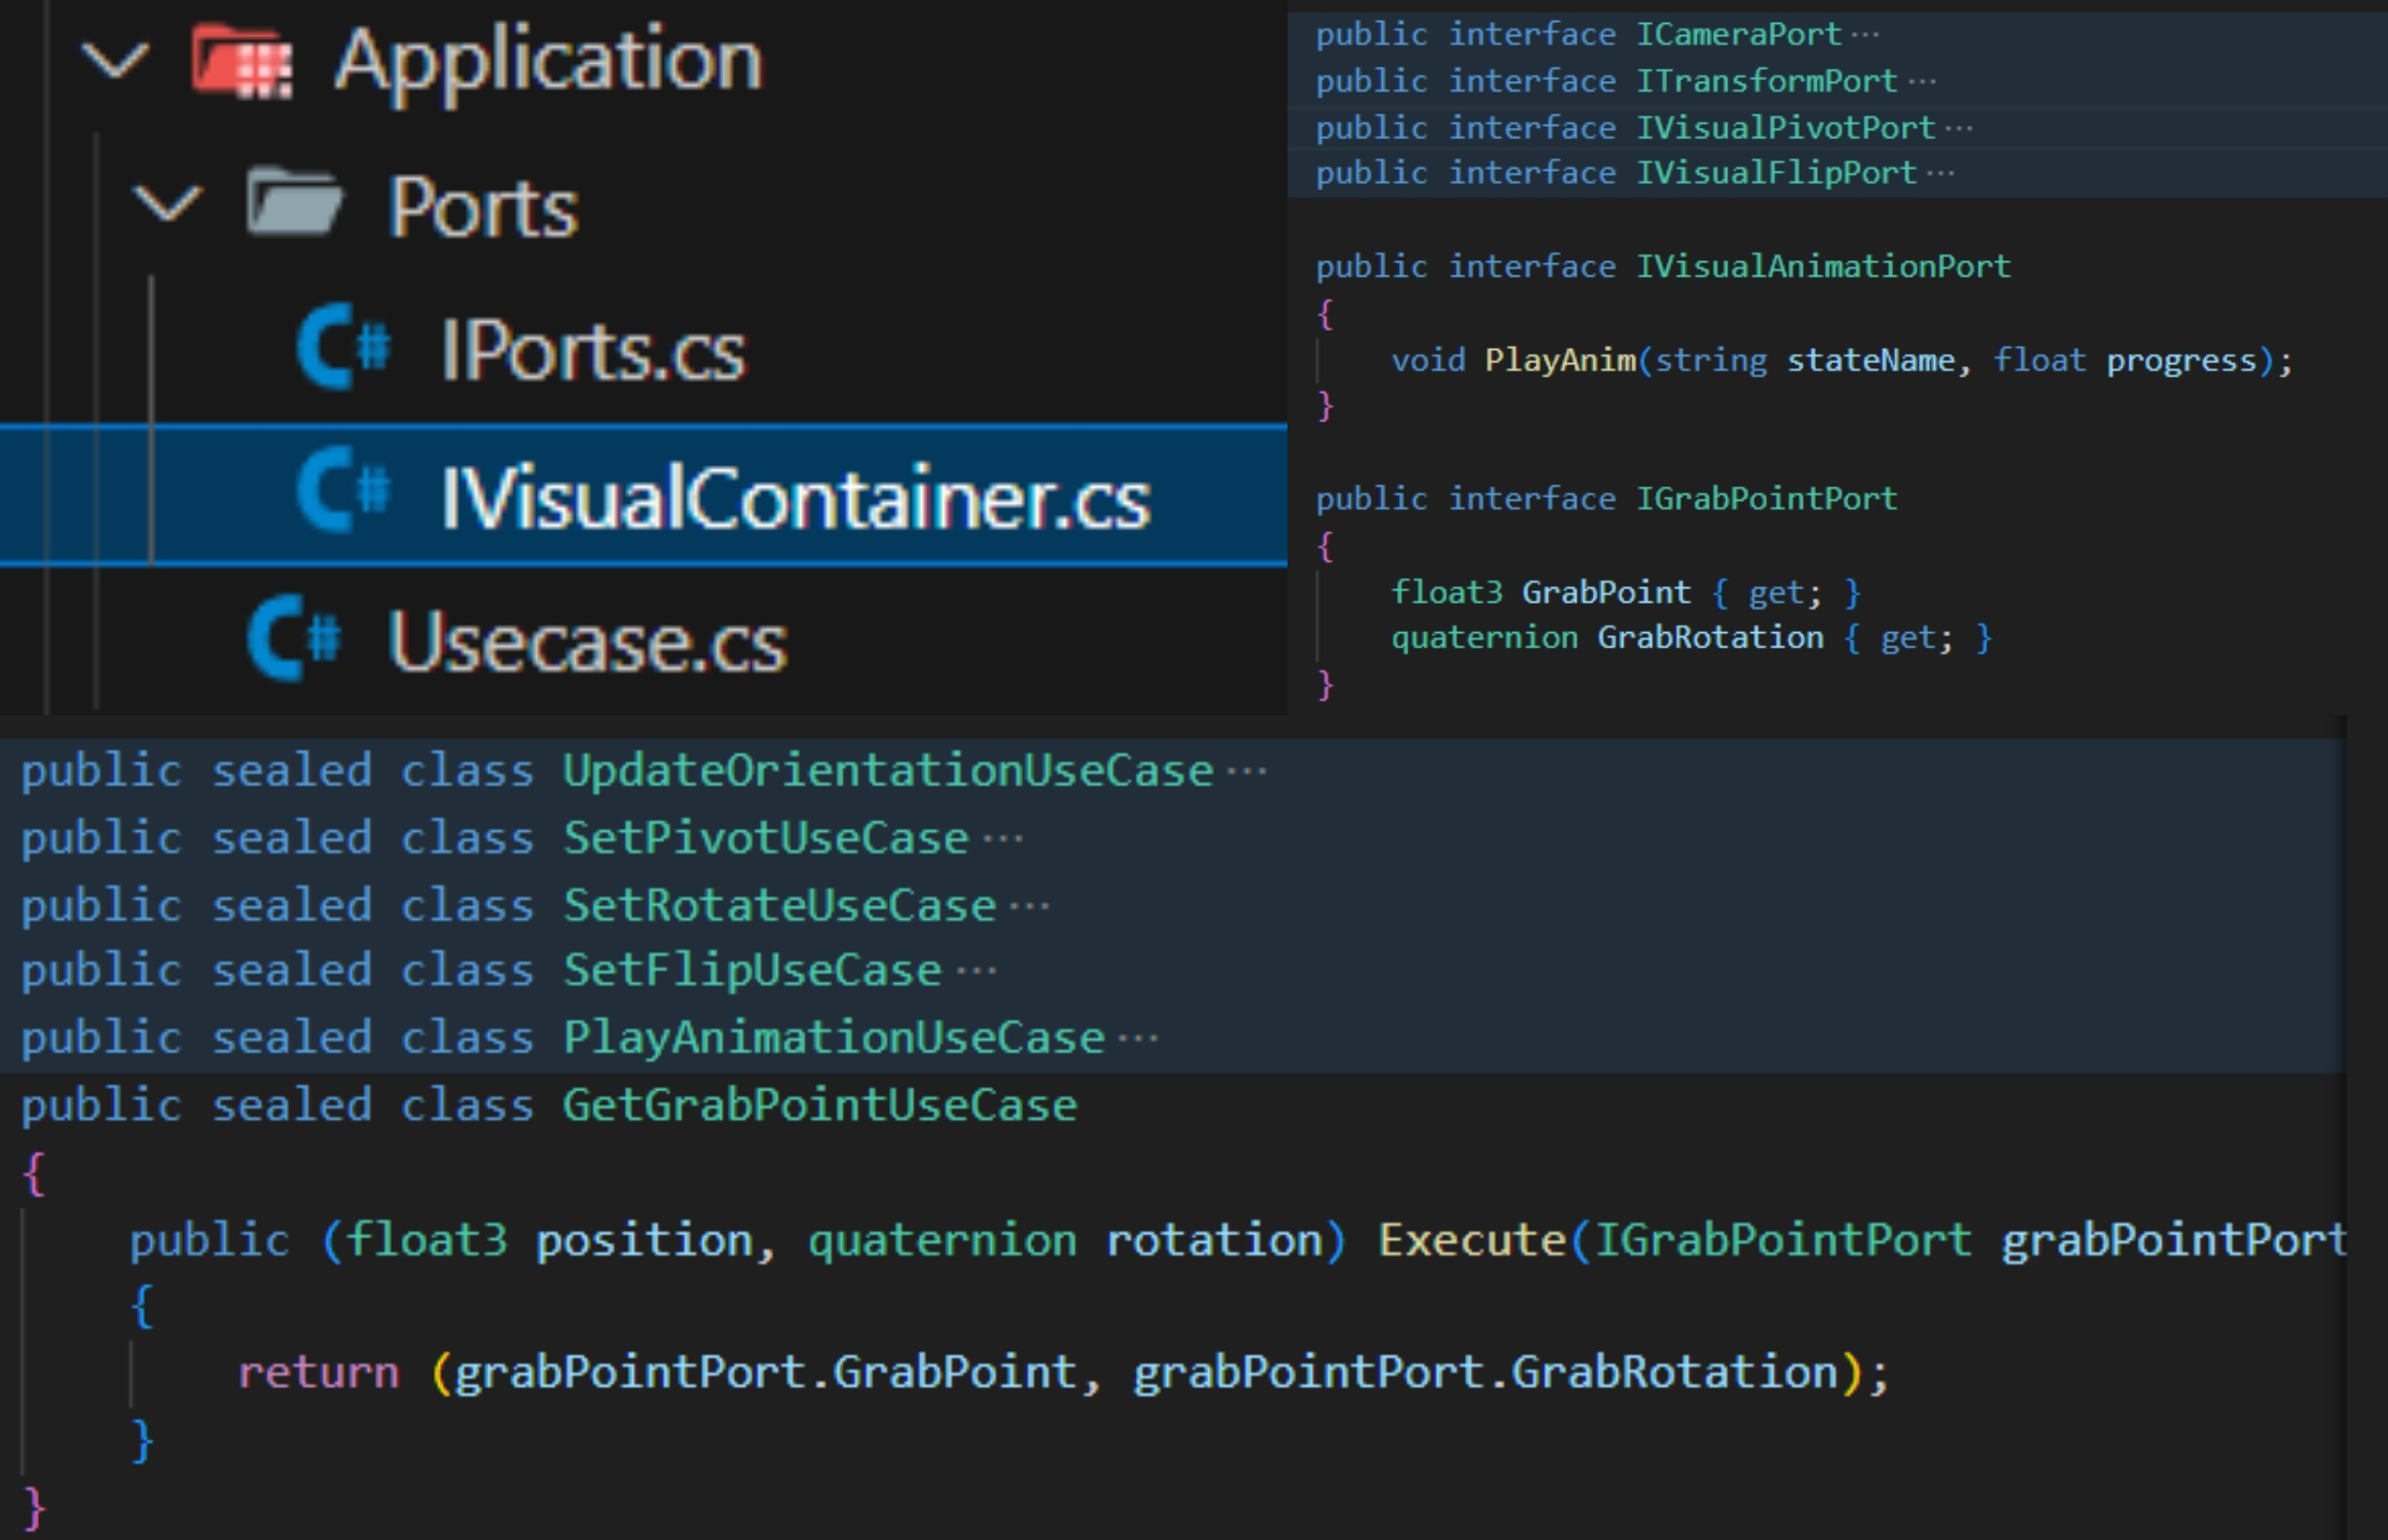 Application
Ports
IPorts.cs
IVisualContainer.cs
Usecase.cs
public interface ICameraPort ···
public interface ITransformPort ···
public interface IVisualPivotPort ···
public interface IVisualFlipPort ···
public interface IVisualAnimationPort
{
void PlayAnim(string stateName, float progress);
}
public interface IGrabPointPort
{
float3 GrabPoint { get; }
quaternion GrabRotation { get; }
}
public sealed class UpdateOrientationUseCase ···
public sealed class SetPivotUseCase ···
public sealed class SetRotateUseCase ···
public sealed class SetFlipUseCase ···
public sealed class PlayAnimationUseCase ···
public sealed class GetGrabPointUseCase
{
public (float3 position, quaternion rotation) Execute(IGrabPointPort grabPointPort
{
return (grabPointPort.GrabPoint, grabPointPort.GrabRotation);
}
}